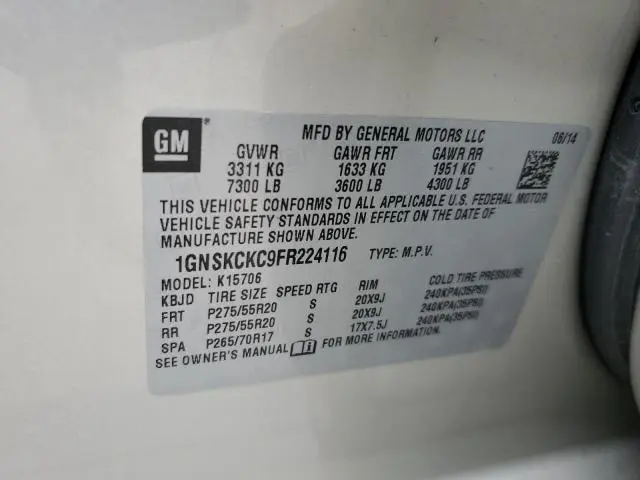 GM
MFD BY GENERAL MOTORS LLC 06/14
GVWR GAWR FRT GAWR RR
3311 KG 1633 KG 1951 KG
7300 LB 3600 LB 4300 LB
THIS VEHICLE CONFORMS TO ALL APPLICABLE U.S. FEDERAL MOTOR
VEHICLE SAFETY STANDARDS IN EFFECT ON THE DATE OF
MANUFACTURE SHOWN ABOVE.
1GNSKCKC9FR224116 TYPE: M.P.V.
MODEL: K15706
KBJD TIRE SIZE SPEED RTG RIM COLD TIRE PRESSURE
FRT P275/55R20 S 20X9J 240KPA(35PSI)
RR P275/55R20 S 20X9J 240KPA(35PSI)
SPA P265/70R17 S 17X7.5J 240KPA(35PSI)
SEE OWNER'S MANUAL FOR MORE INFORMATION.